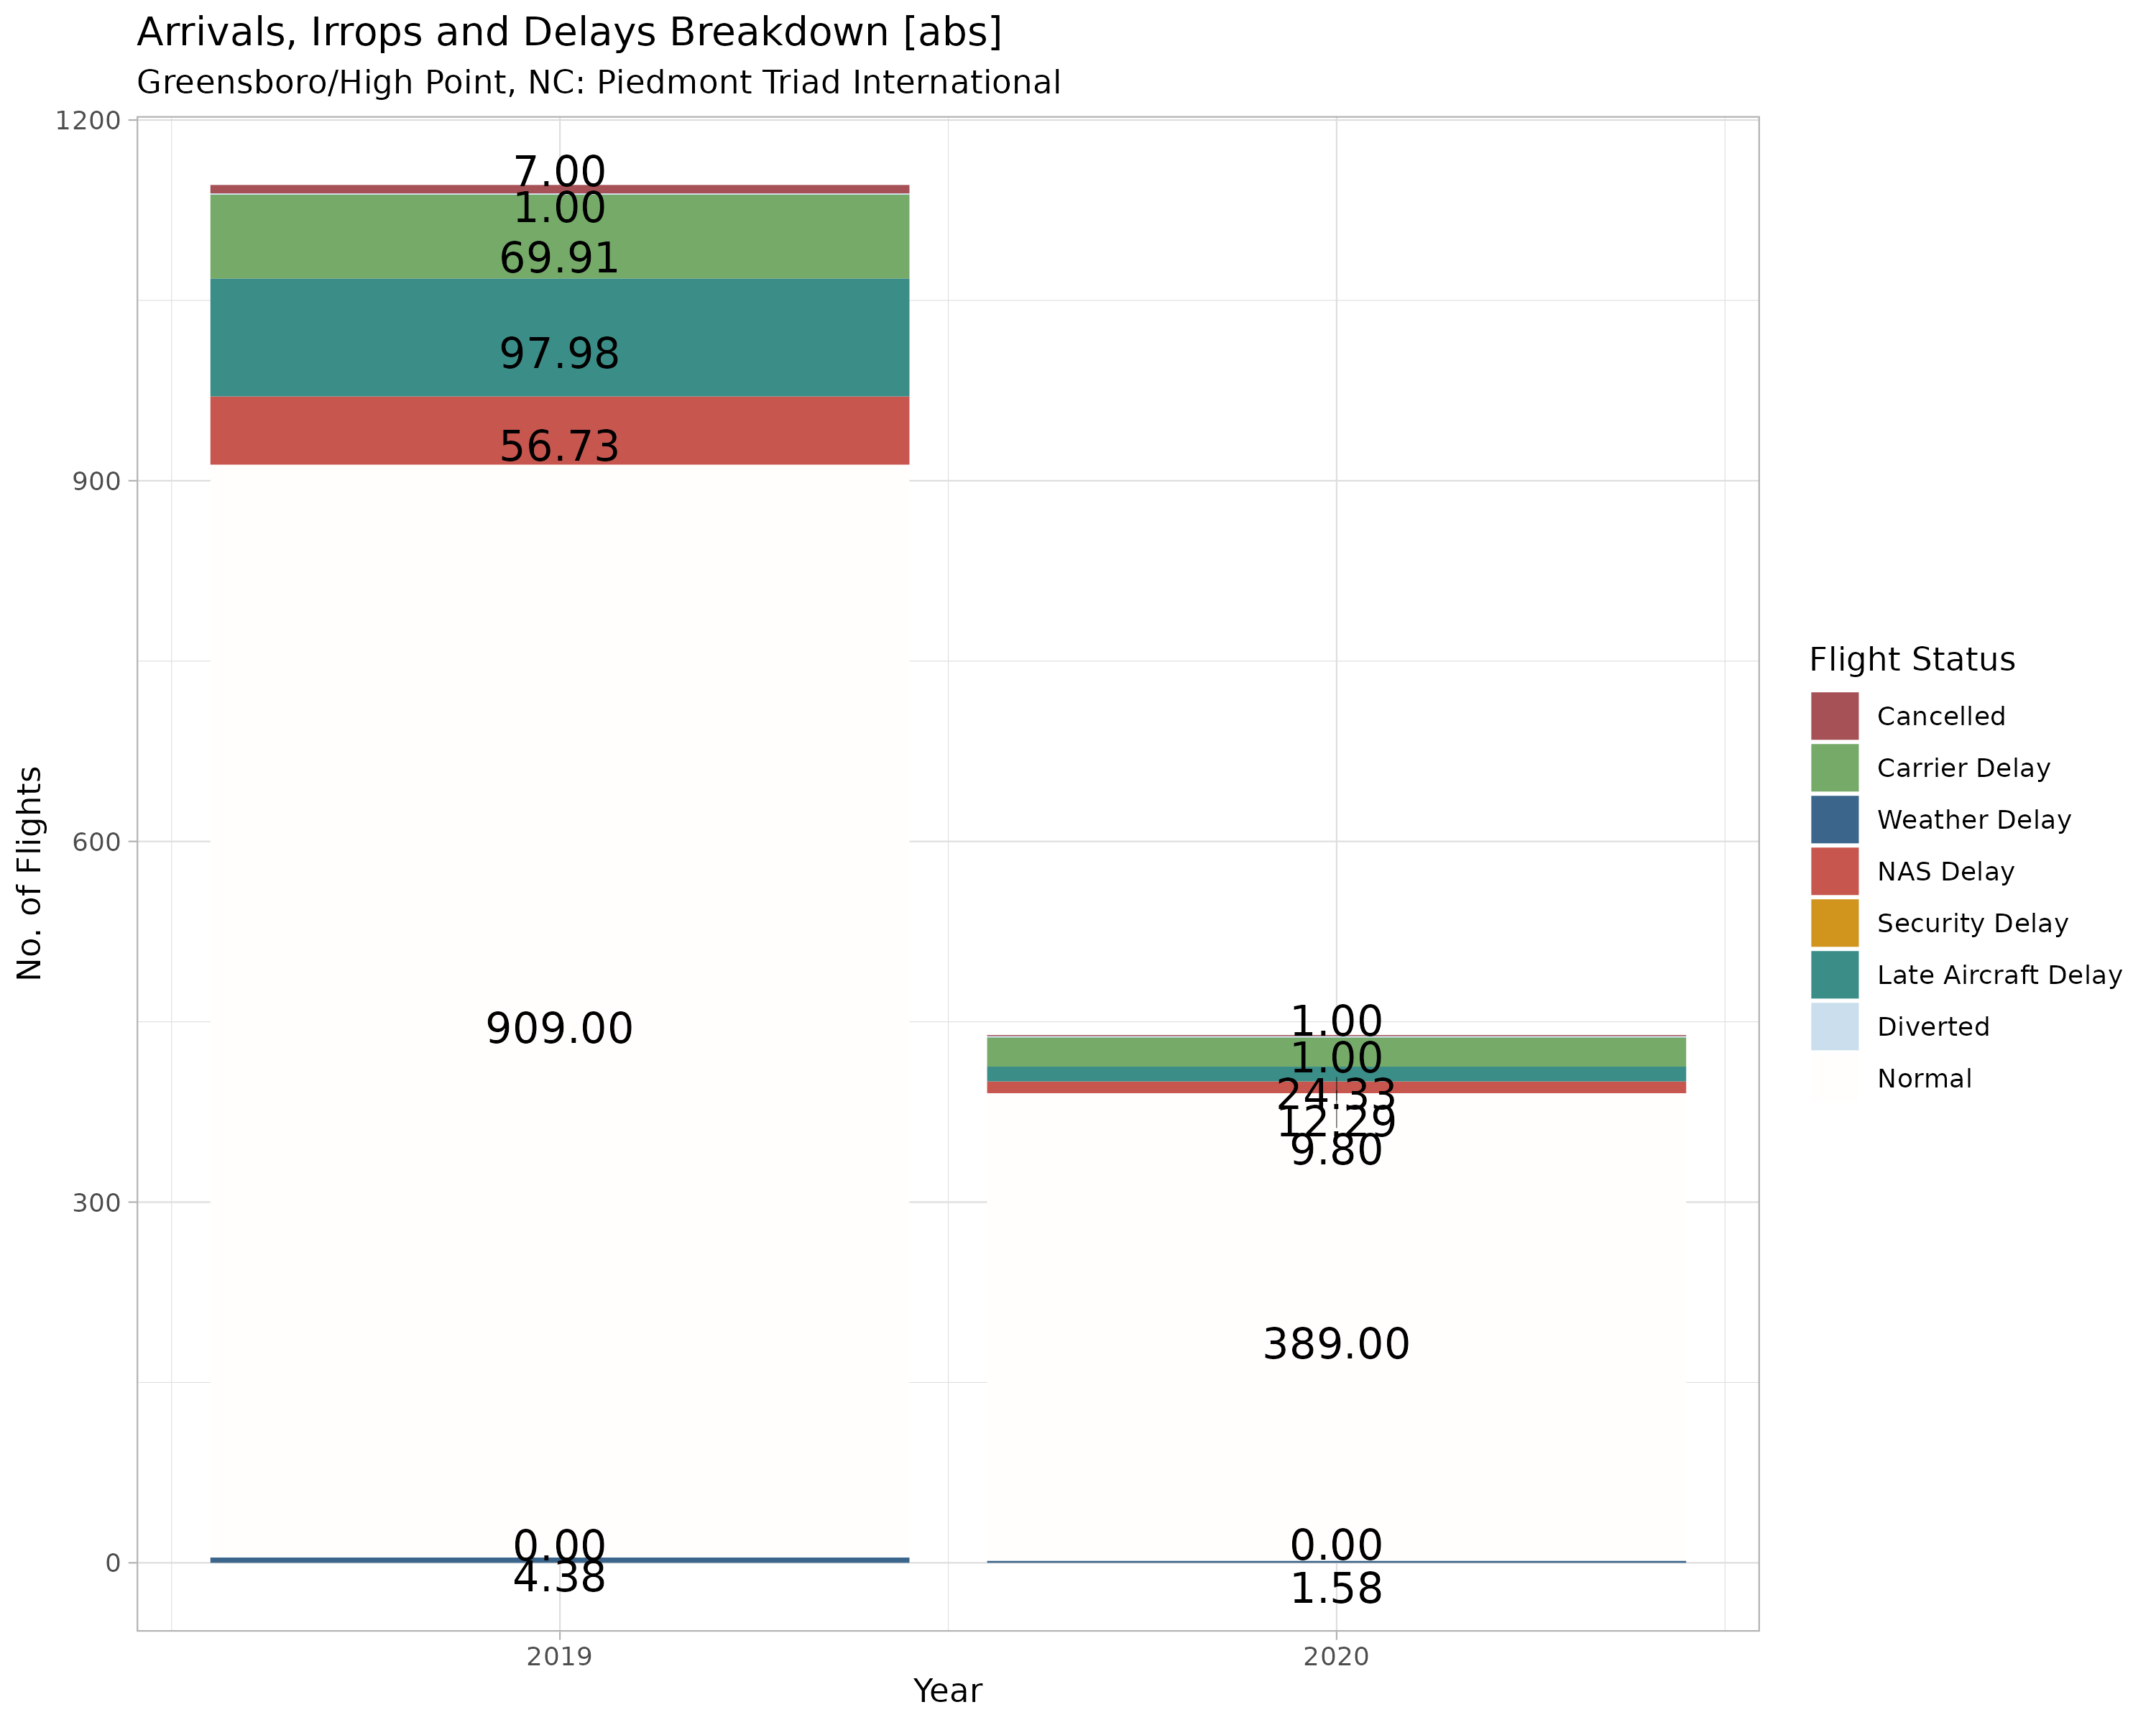 Arrivals, Irrops and Delays Breakdown [abs]
Greensboro/High Point, NC: Piedmont Triad International
1200
900
600
300
0
No. of Flights
7.00
1.00
69.91
97.98
56.73
909.00
0.00
4.38
1.00
1.00
24.33
12.29
9.80
389.00
0.00
1.58
2019
2020
Year
Flight Status
Cancelled
Carrier Delay
Weather Delay
NAS Delay
Security Delay
Late Aircraft Delay
Diverted
Normal